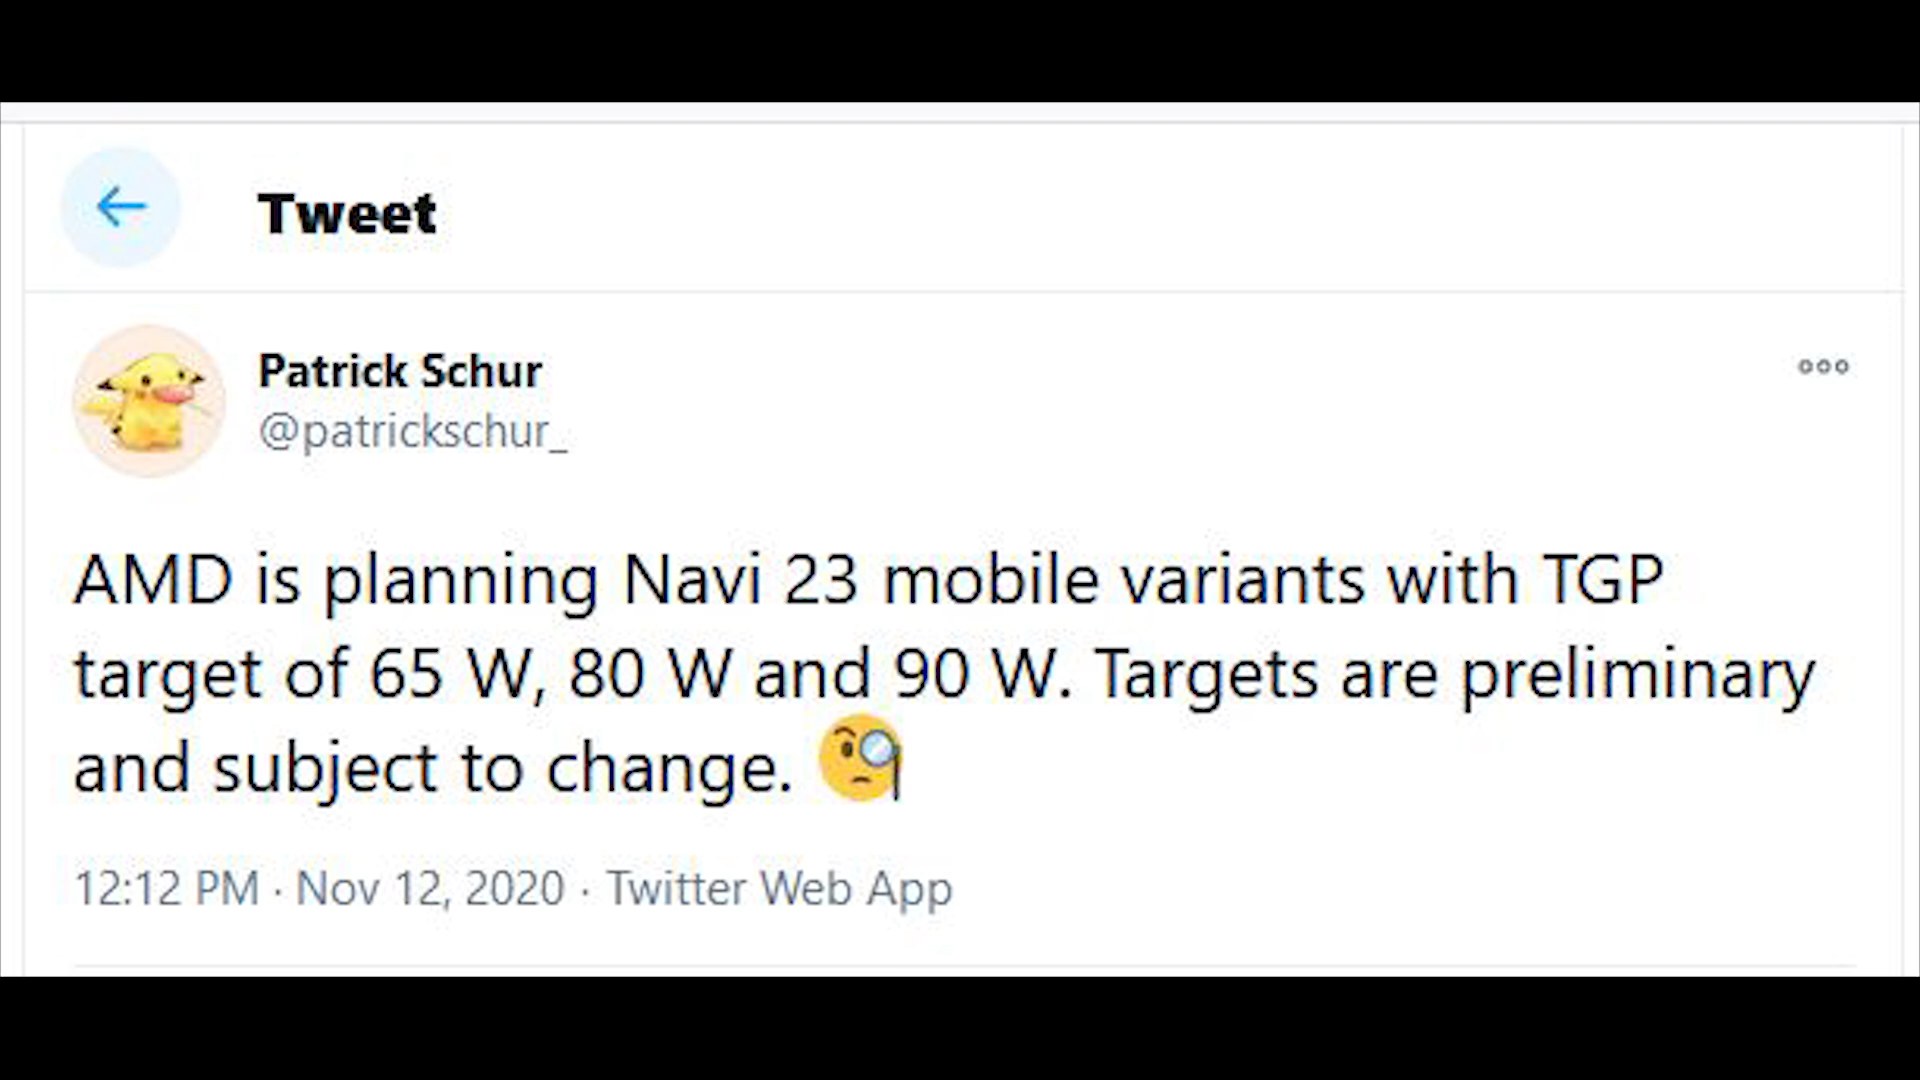 Tweet
Patrick Schur
@patrickschur_
AMD is planning Navi 23 mobile variants with TGP
target of 65 W, 80 W and 90 W. Targets are preliminary
and subject to change. 🧐
12:12 PM · Nov 12, 2020 · Twitter Web App